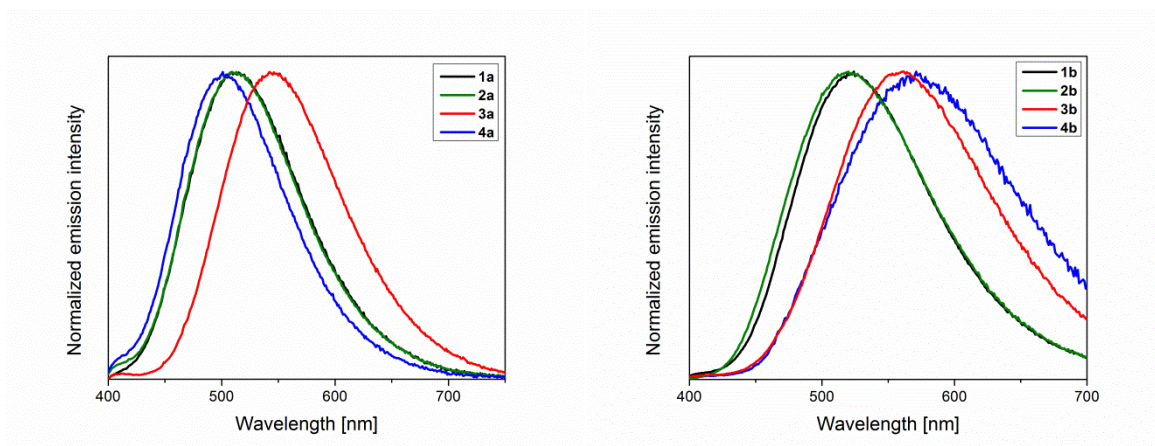 Normalized emission intensity
1a
2a
3a
4a
400
500
600
700
Wavelength [nm]
Normalized emission intensity
1b
2b
3b
4b
400
500
600
700
Wavelength [nm]